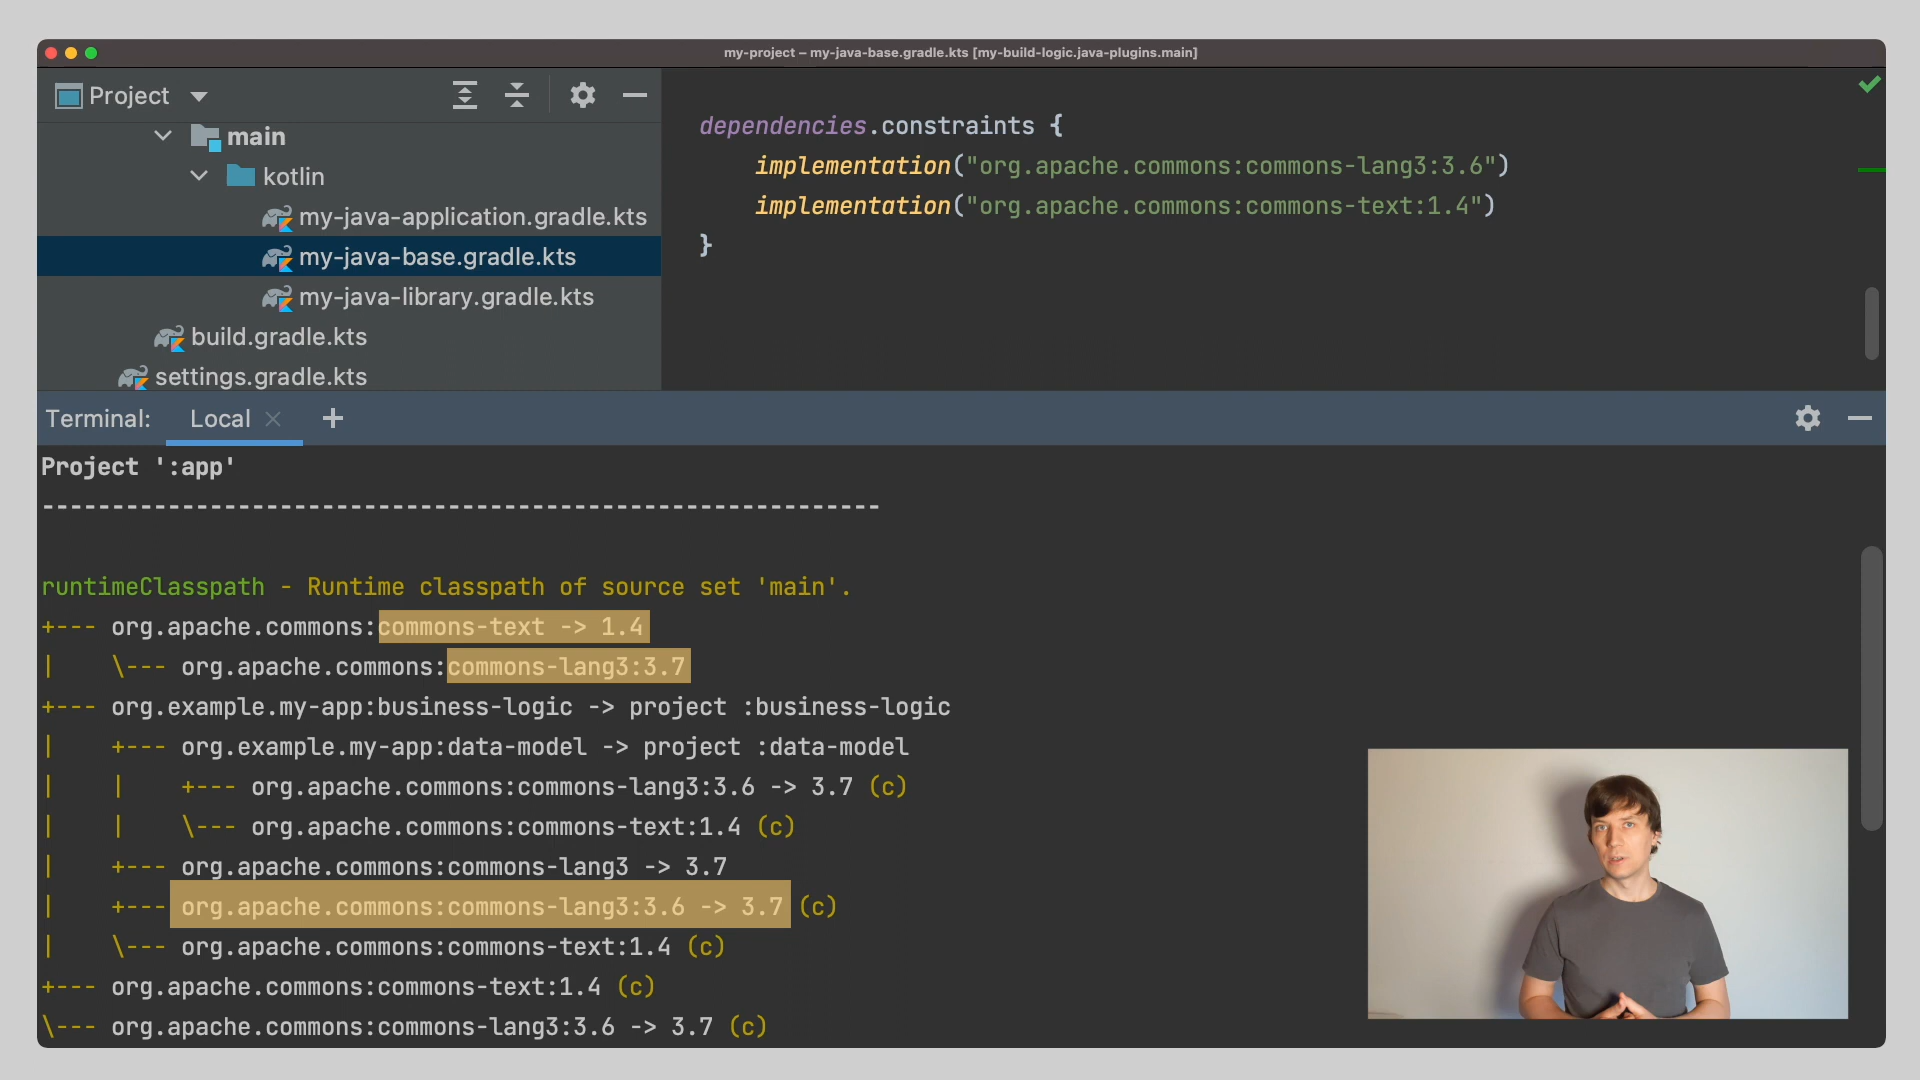 my-project – my-java-base.gradle.kts [my-build-logic.java-plugins.main]
Project
main
kotlin
my-java-application.gradle.kts
my-java-base.gradle.kts
my-java-library.gradle.kts
build.gradle.kts
settings.gradle.kts
dependencies.constraints {
implementation("org.apache.commons:commons-lang3:3.6")
implementation("org.apache.commons:commons-text:1.4")
}
Terminal: Local × +
Project ':app'
------------------------------------------------------------
runtimeClasspath - Runtime classpath of source set 'main'.
+--- org.apache.commons:commons-text -> 1.4
|    \--- org.apache.commons:commons-lang3:3.7
+--- org.example.my-app:business-logic -> project :business-logic
|    +--- org.example.my-app:data-model -> project :data-model
|    |    +--- org.apache.commons:commons-lang3:3.6 -> 3.7 (c)
|    |    \--- org.apache.commons:commons-text:1.4 (c)
|    +--- org.apache.commons:commons-lang3 -> 3.7
|    +--- org.apache.commons:commons-lang3:3.6 -> 3.7 (c)
|    \--- org.apache.commons:commons-text:1.4 (c)
+--- org.apache.commons:commons-text:1.4 (c)
\--- org.apache.commons:commons-lang3:3.6 -> 3.7 (c)